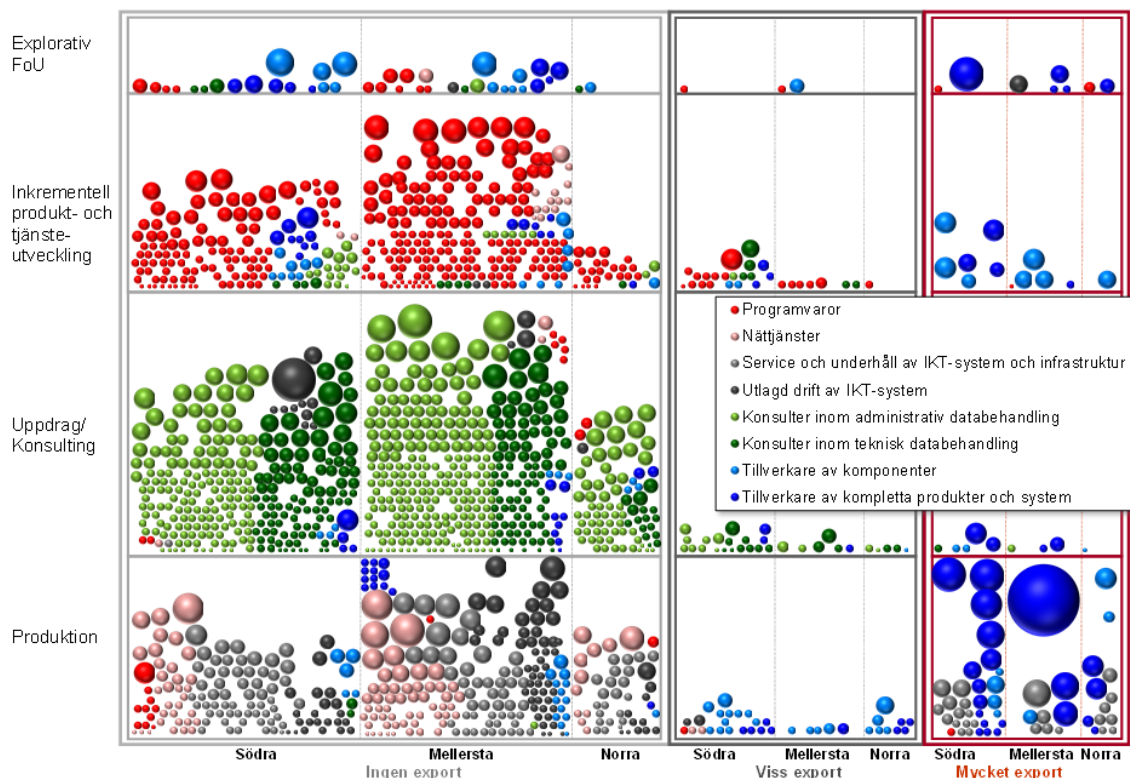 Explorativ
FoU
Inkrementell
produkt- och
tjänste-
utveckling
Uppdrag/
Konsulting
Produktion
Programvaror
Nättjänster
Service och underhåll av IKT-system och infrastruktur
Utlagd drift av IKT-system
Konsulter inom administrativ databehandling
Konsulter inom teknisk databehandling
Tillverkare av komponenter
Tillverkare av kompletta produkter och system
Södra Mellersta Norra Södra Mellersta Norra Södra Mellersta Norra
Ingen export Viss export Mycket export